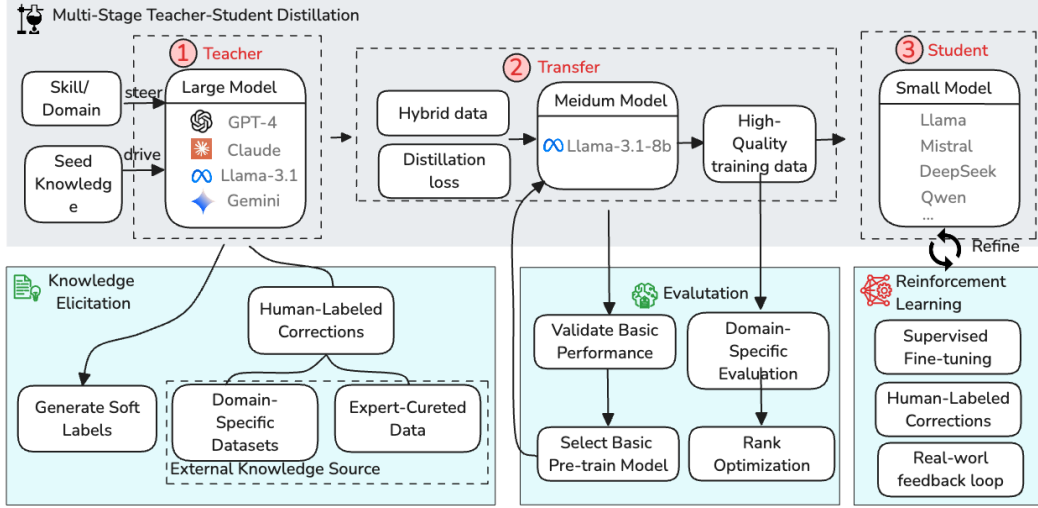 Multi-Stage Teacher-Student Distillation
1 Teacher
Skill/
Domain
steer
Seed
Knowledg
e
drive
Large Model
GPT-4
Claude
Llama-3.1
Gemini
2 Transfer
Hybrid data
Distillation
loss
Meidum Model
Llama-3.1-8b
High-
Quality
training data
3 Student
Small Model
Llama
Mistral
DeepSeek
Qwen
...
Refine
Knowledge
Elicitation
Human-Labeled
Corrections
Generate Soft
Labels
Domain-
Specific
Datasets
Expert-Cureted
Data
External Knowledge Source
Evalutation
Validate Basic
Performance
Domain-
Specific
Evaluation
Select Basic
Pre-train Model
Rank
Optimization
Reinforcement
Learning
Supervised
Fine-tuning
Human-Labeled
Corrections
Real-worl
feedback loop